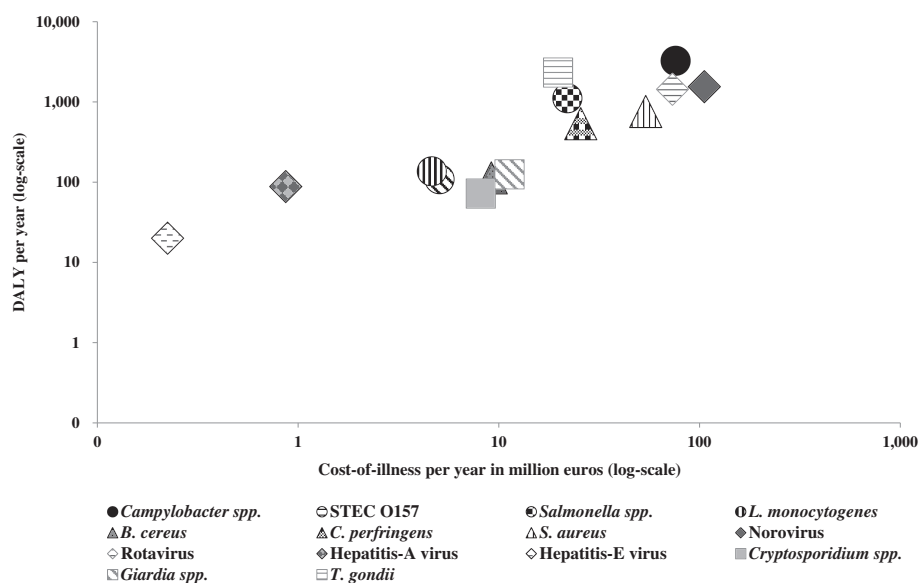 10,000
1,000
100
10
1
0
DALY per year (log-scale)
0 1 10 100 1,000
Cost-of-illness per year in million euros (log-scale)
Campylobacter spp. STEC O157 Salmonella spp. L. monocytogenes
B. cereus C. perfringens S. aureus Norovirus
Rotavirus Hepatitis-A virus Hepatitis-E virus Cryptosporidium spp.
Giardia spp. T. gondii